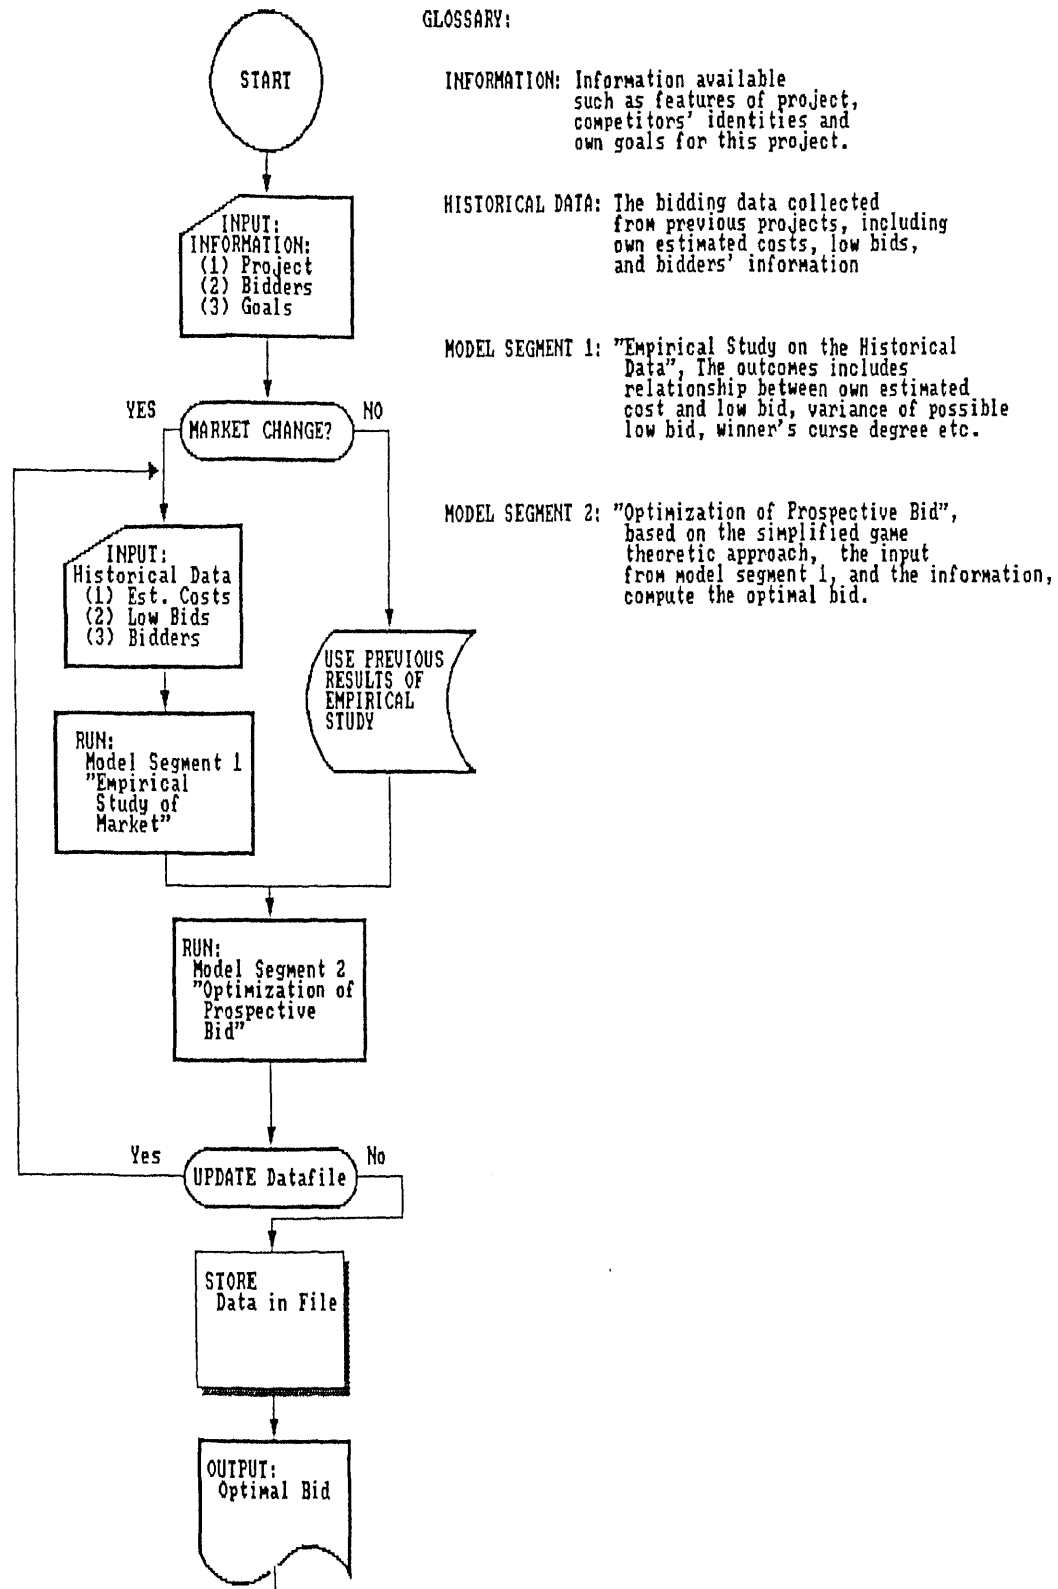 GLOSSARY:
START
INFORMATION: Information available
such as features of project,
competitors' identities and
own goals for this project.
HISTORICAL DATA: The bidding data collected
from previous projects, including
own estimated costs, low bids,
and bidders' information
INPUT:
INFORMATION:
(1) Project
(2) Bidders
(3) Goals
MODEL SEGMENT 1: "Empirical Study on the Historical
Data", The outcomes includes
relationship between own estimated
cost and low bid, variance of possible
low bid, winner's curse degree etc.
YES
NO
MARKET CHANGE?
MODEL SEGMENT 2: "Optimization of Prospective Bid",
based on the simplified game
theoretic approach, the input
from model segment 1, and the information,
compute the optimal bid.
INPUT:
Historical Data
(1) Est. Costs
(2) Low Bids
(3) Bidders
USE PREVIOUS
RESULTS OF
EMPIRICAL
STUDY
RUN:
Model Segment 1
"Empirical
Study of
Market"
RUN:
Model Segment 2
"Optimization of
Prospective
Bid"
Yes
No
UPDATE Datafile
STORE
Data in File
OUTPUT:
Optimal Bid